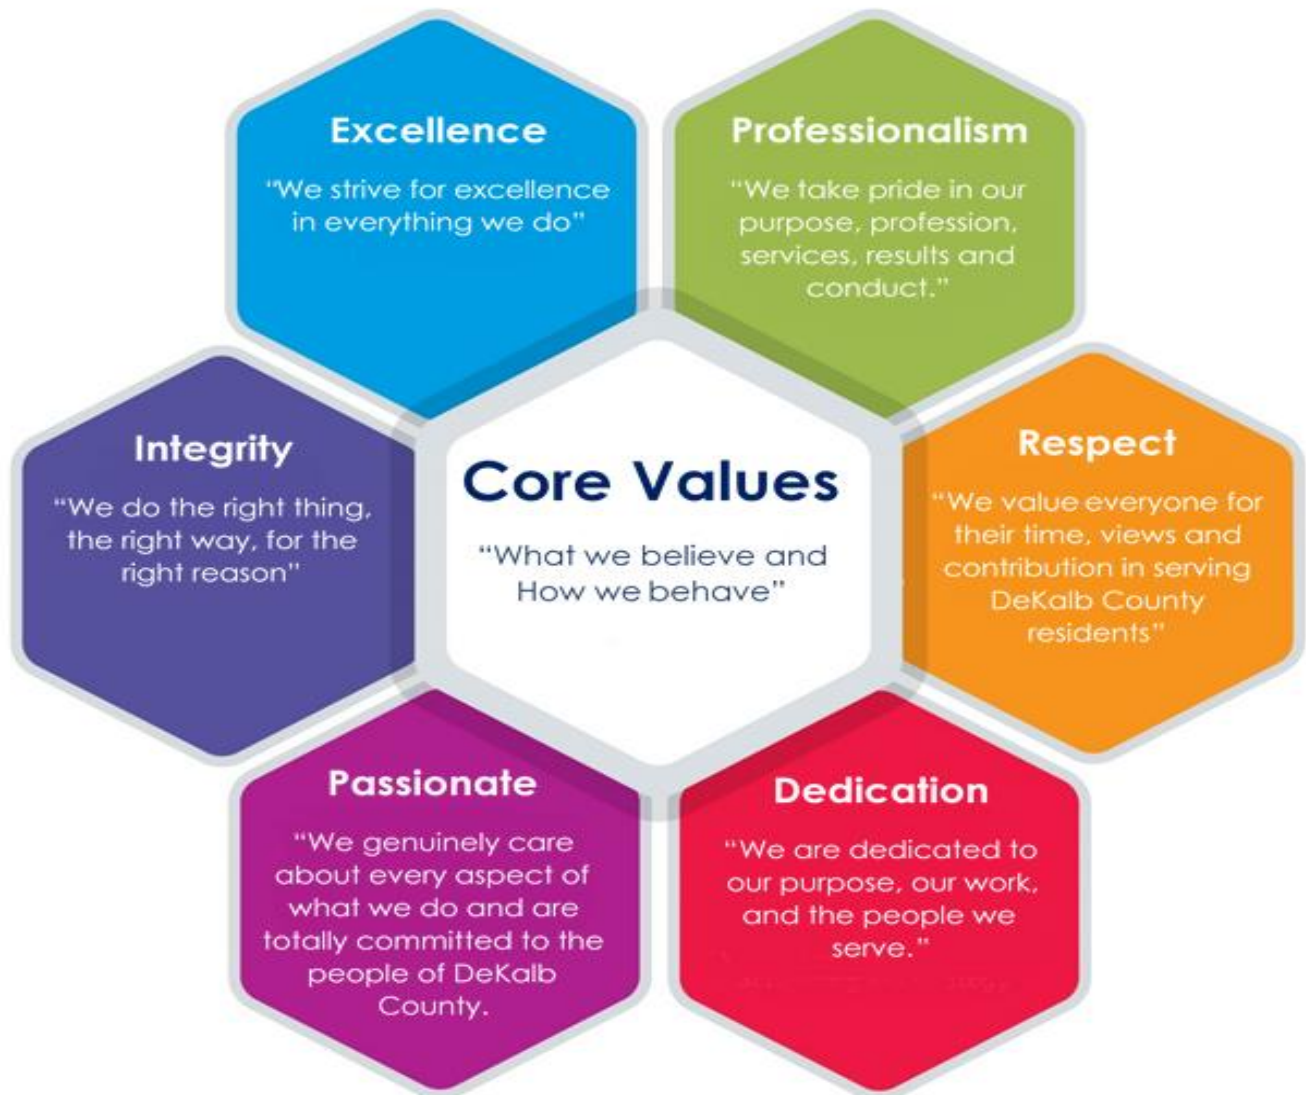 Excellence
"We strive for excellence
in everything we do"
Professionalism
"We take pride in our
purpose, profession,
services, results and
conduct."
Integrity
"We do the right thing,
the right way, for the
right reason"
Core Values
"What we believe and
How we behave"
Respect
"We value everyone for
their time, views and
contribution in serving
DeKalb County
residents"
Passionate
"We genuinely care
about every aspect of
what we do and are
totally committed to the
people of DeKalb
County.
Dedication
"We are dedicated to
our purpose, our work,
and the people we
serve."